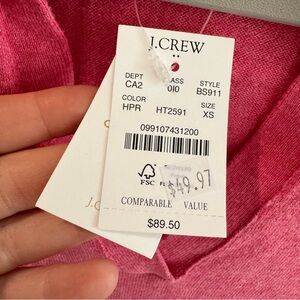 J.CREW
DEPT CLASS STYLE
CA2 010 BS911
COLOR SIZE
HPR HT2591 XS
099107431200
FSC
$49.97
COMPARABLE VALUE
$89.50
J.C